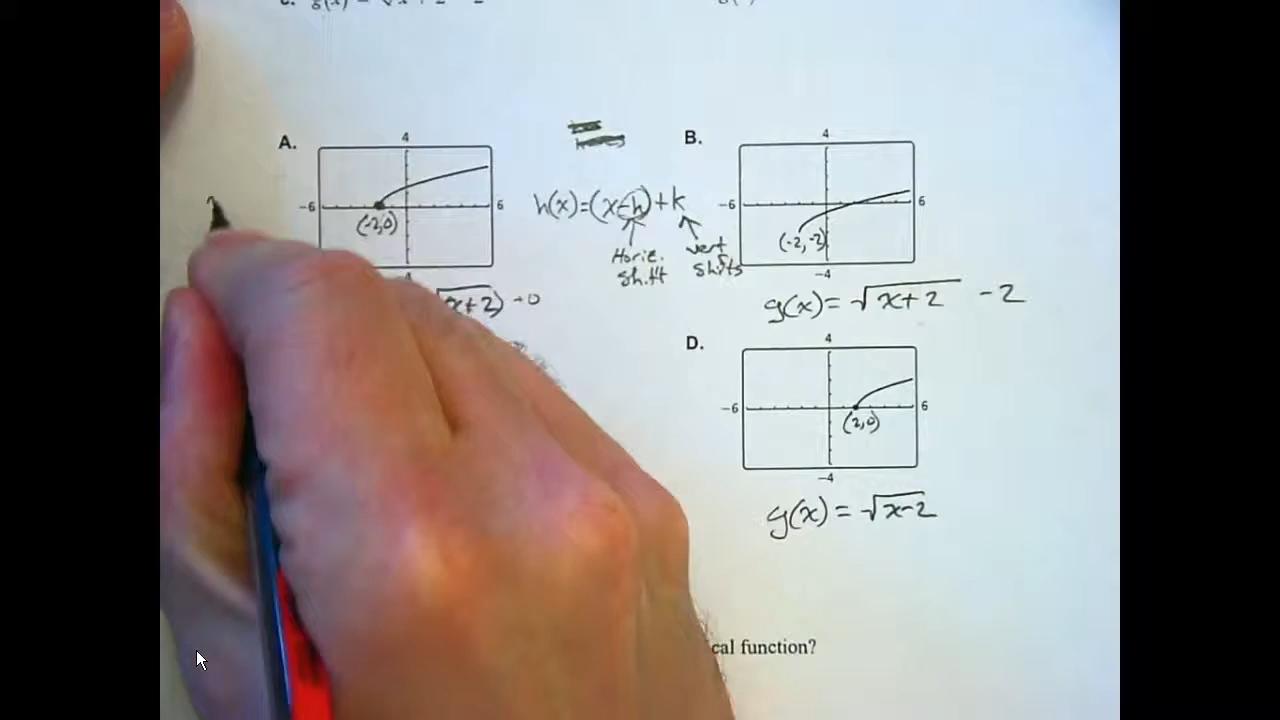 A.
4
-6
6
(-2,0)
√(x+2) +0
h(x)=(x-h)+k
Horiz.
shift
vert
shifts
B.
4
-6
6
(-2,-2)
-4
g(x)=√x+2 -2
D.
4
-6
6
(2,0)
-4
g(x)=√x-2
cal function?